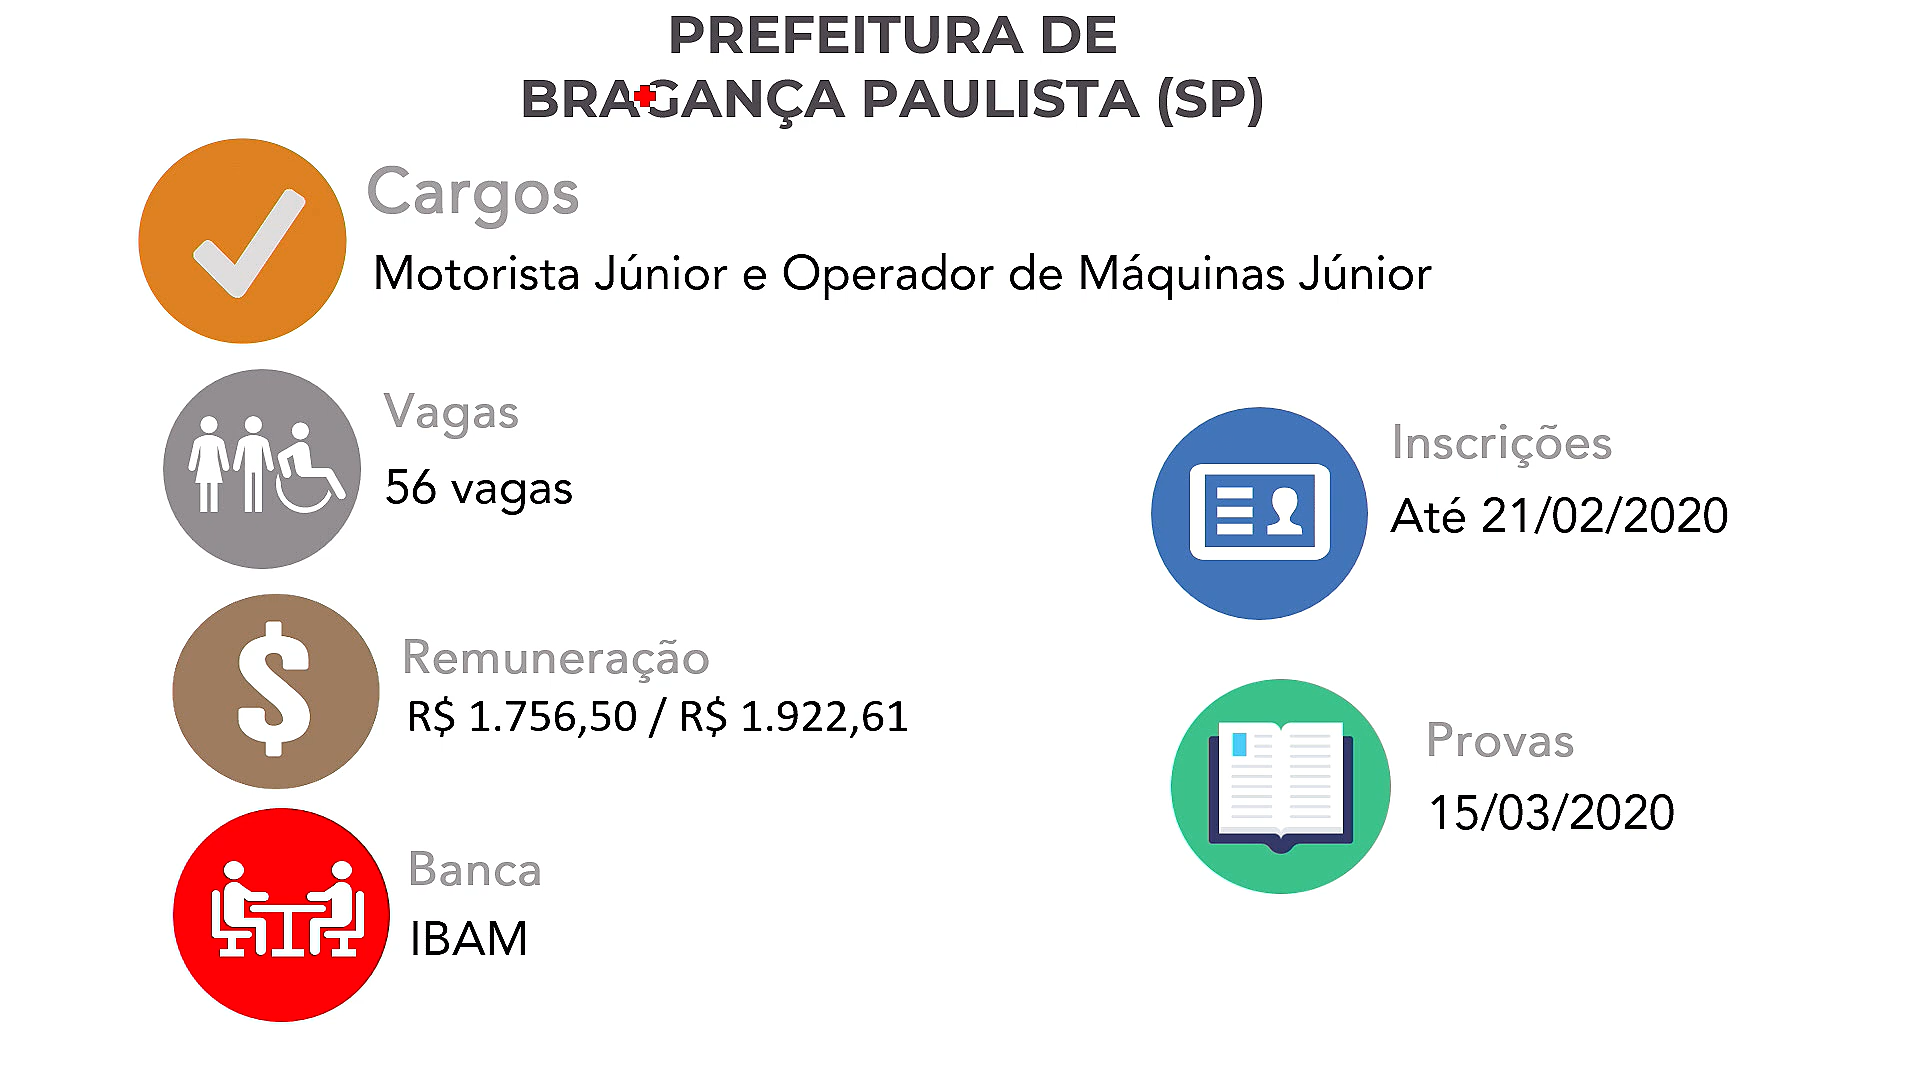 PREFEITURA DE
BRAGANÇA PAULISTA (SP)
Cargos
Motorista Júnior e Operador de Máquinas Júnior
Vagas
56 vagas
Remuneração
R$ 1.756,50 / R$ 1.922,61
Banca
IBAM
Inscrições
Até 21/02/2020
Provas
15/03/2020